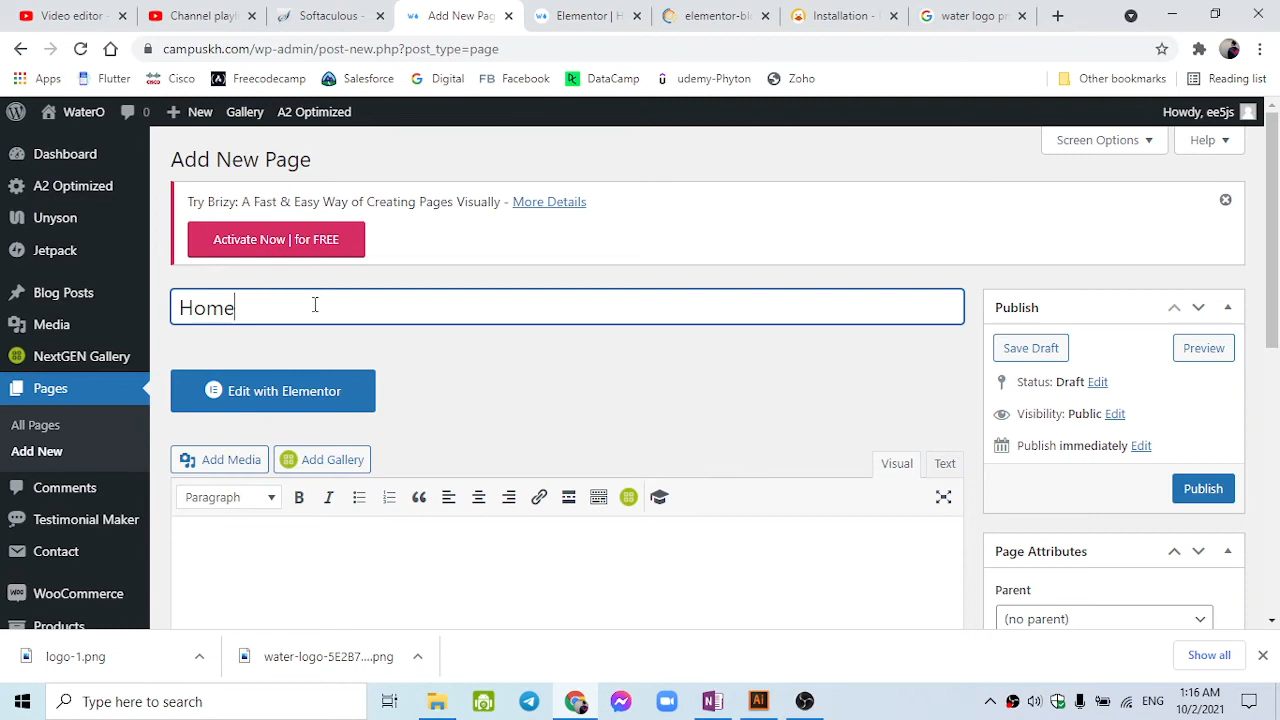 Video editor - Channel playli Softaculous - Add New Pag Elementor | H elementor-bl Installation - water logo pn
campuskh.com/wp-admin/post-new.php?post_type=page
Apps Flutter Cisco Freecodecamp Salesforce Digital FB Facebook DataCamp udemy-Phyton Zoho Other bookmarks Reading list
WaterO 0 New Gallery A2 Optimized Howdy, ee5js
Screen Options Help
Dashboard
A2 Optimized
Unyson
Jetpack
Blog Posts
Media
NextGEN Gallery
Pages
All Pages
Add New
Comments
Testimonial Maker
Contact
WooCommerce
Products
Add New Page
Try Brizy: A Fast & Easy Way of Creating Pages Visually - More Details
Activate Now | for FREE
Home
Edit with Elementor
Add Media Add Gallery
Visual Text
Paragraph
Publish
Save Draft Preview
Status: Draft Edit
Visibility: Public Edit
Publish immediately Edit
Publish
Page Attributes
Parent
(no parent)
logo-1.png water-logo-5E2B7....png Show all
Type here to search
ENG
1:16 AM
10/2/2021